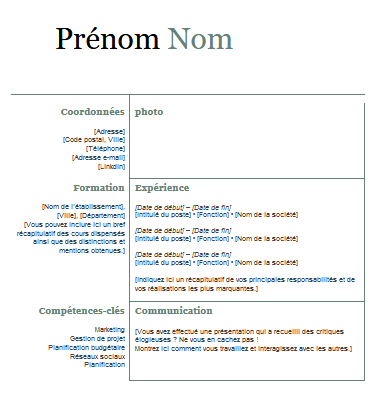 Prénom Nom
Coordonnées
[Adresse]
[Code postal, Ville]
[Téléphone]
[Adresse e-mail]
[Linkdin]
photo
Formation
[Nom de l'établissement],
[Ville], [Département]
[Vous pouvez inclure ici un bref
récapitulatif des cours dispensés
ainsi que des distinctions et
mentions obtenues.]
Expérience
[Date de début] – [Date de fin]
[Intitulé du poste] • [Fonction] • [Nom de la société]
[Date de début] – [Date de fin]
[Intitulé du poste] • [Fonction] • [Nom de la société]
[Date de début] – [Date de fin]
[Intitulé du poste] • [Fonction] • [Nom de la société]
[Indiquez ici un récapitulatif de vos principales responsabilités et de
vos réalisations les plus marquantes.]
Compétences-clés
Marketing
Gestion de projet
Planification budgétaire
Réseaux sociaux
Planification
Communication
[Vous avez effectué une présentation qui a recueilli des critiques
élogieuses ? Ne vous en cachez pas !
Montrez ici comment vous travaillez et interagissez avec les autres.]